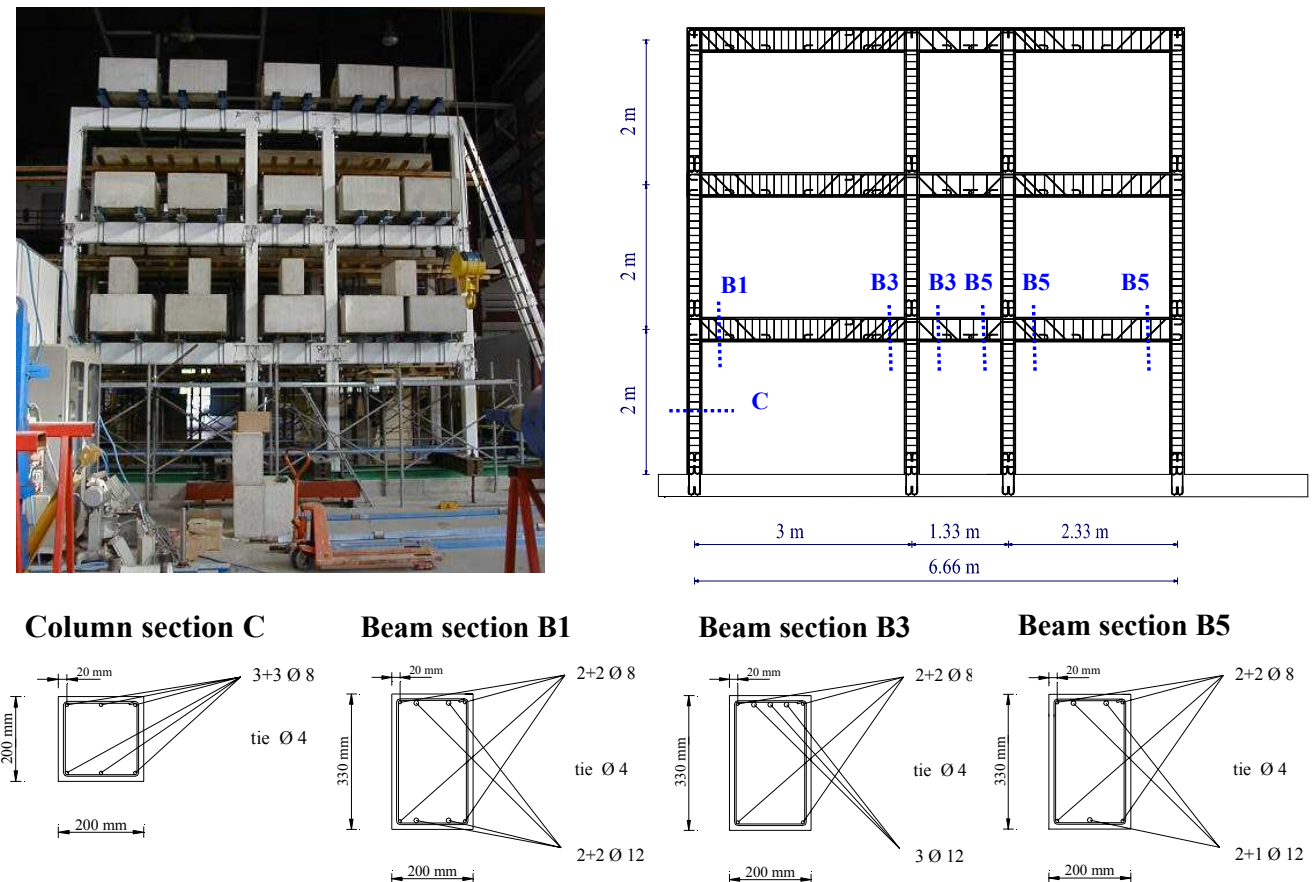 2 m
2 m
2 m
B1
B3
B3
B5
B5
B5
C
3 m
1.33 m
2.33 m
6.66 m
Column section C
20 mm
3+3 Ø 8
200 mm
tie Ø 4
200 mm
Beam section B1
20 mm
2+2 Ø 8
330 mm
tie Ø 4
2+2 Ø 12
200 mm
Beam section B3
20 mm
2+2 Ø 8
330 mm
tie Ø 4
3 Ø 12
200 mm
Beam section B5
20 mm
2+2 Ø 8
330 mm
tie Ø 4
2+1 Ø 12
200 mm